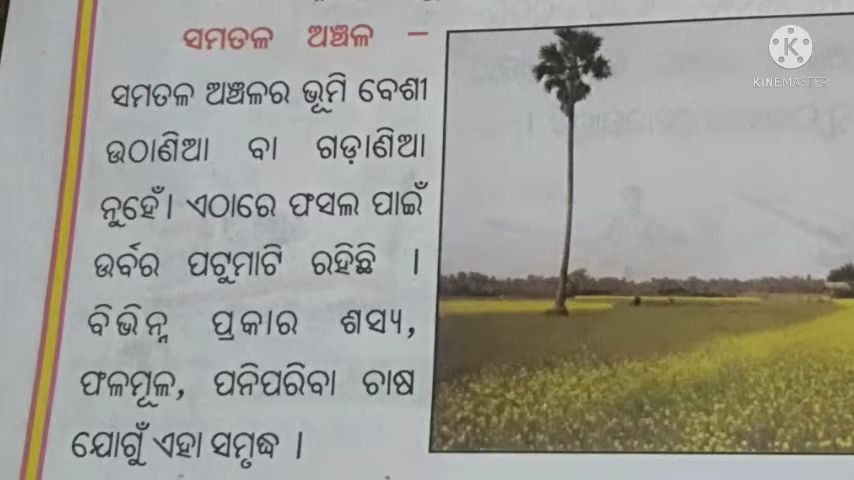 ସମତଳ ଅଞ୍ଚଳ –
ସମତଳ ଅଞ୍ଚଳର ଭୂମି ବେଶୀ
ଉଠାଣିଆ ବା ଗଡ଼ାଣିଆ
ନୁହେଁ। ଏଠାରେ ଫସଲ ପାଇଁ
ଉର୍ବର ପଟୁମାଟି ରହିଛି ।
ବିଭିନ୍ନ ପ୍ରକାର ଶସ୍ୟ,
ଫଳମୂଳ, ପନିପରିବା ଚାଷ
ଯୋଗୁଁ ଏହା ସମୃଦ୍ଧ ।
K
KINEMASTER